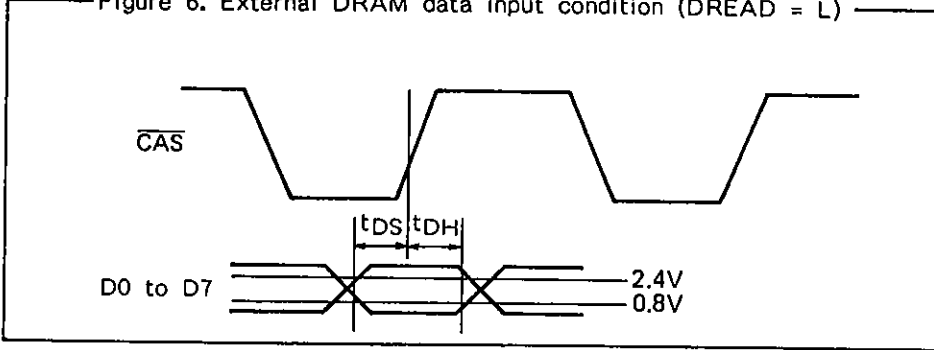 Figure 6. External DRAM data input condition (DREAD = L)
CAS
tDS tDH
D0 to D7
2.4V
0.8V